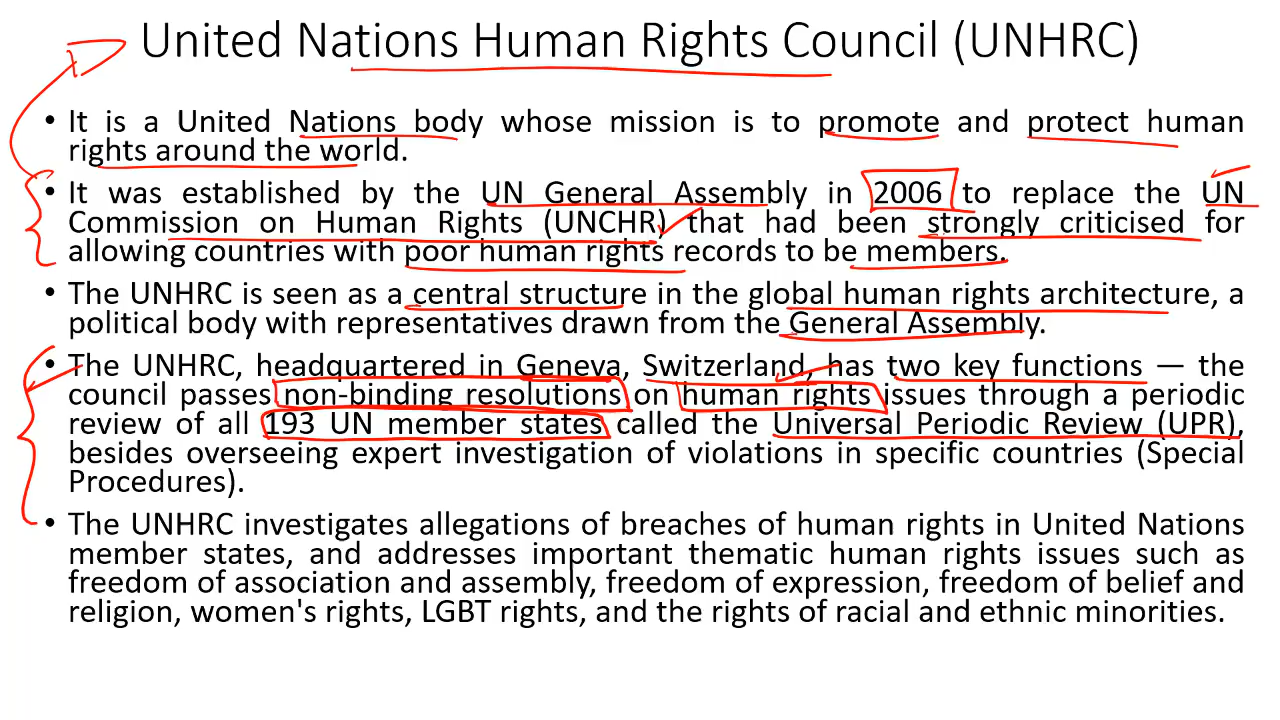 United Nations Human Rights Council (UNHRC)
• It is a United Nations body whose mission is to promote and protect human
rights around the world.
• It was established by the UN General Assembly in 2006 to replace the UN
Commission on Human Rights (UNCHR) that had been strongly criticised for
allowing countries with poor human rights records to be members.
• The UNHRC is seen as a central structure in the global human rights architecture, a
political body with representatives drawn from the General Assembly.
• The UNHRC, headquartered in Geneva, Switzerland, has two key functions — the
council passes non-binding resolutions on human rights issues through a periodic
review of all 193 UN member states called the Universal Periodic Review (UPR),
besides overseeing expert investigation of violations in specific countries (Special
Procedures).
• The UNHRC investigates allegations of breaches of human rights in United Nations
member states, and addresses important thematic human rights issues such as
freedom of association and assembly, freedom of expression, freedom of belief and
religion, women's rights, LGBT rights, and the rights of racial and ethnic minorities.